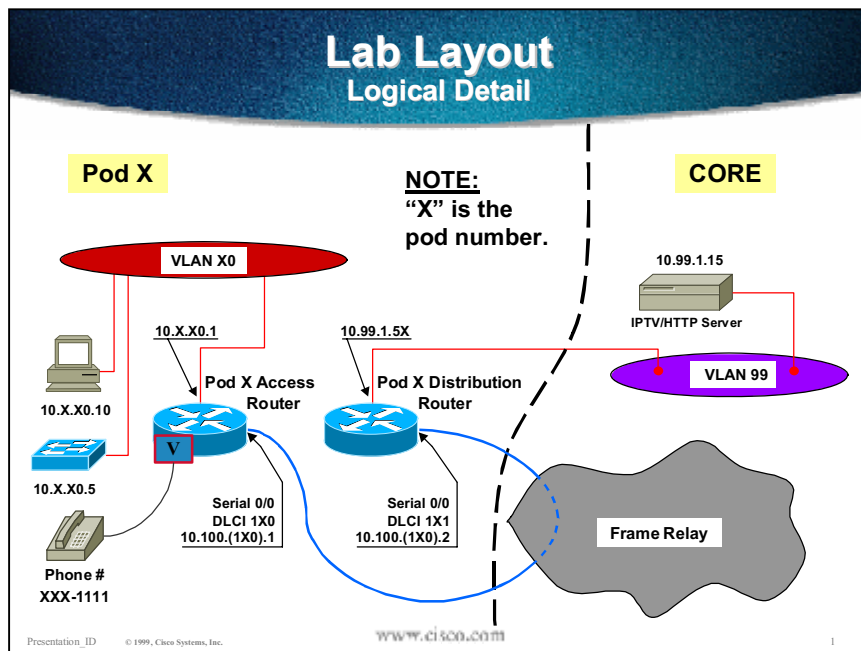 Lab Layout
Logical Detail
Pod X
NOTE:
“X” is the
pod number.
CORE
VLAN X0
10.99.1.15
IPTV/HTTP Server
10.X.X0.1
10.99.1.5X
VLAN 99
Pod X Access
Router
Pod X Distribution
Router
10.X.X0.10
V
10.X.X0.5
Serial 0/0
DLCI 1X0
10.100.(1X0).1
Serial 0/0
DLCI 1X1
10.100.(1X0).2
Frame Relay
Phone #
XXX-1111
Presentation_ID
© 1999, Cisco Systems, Inc.
www.cisco.com
1